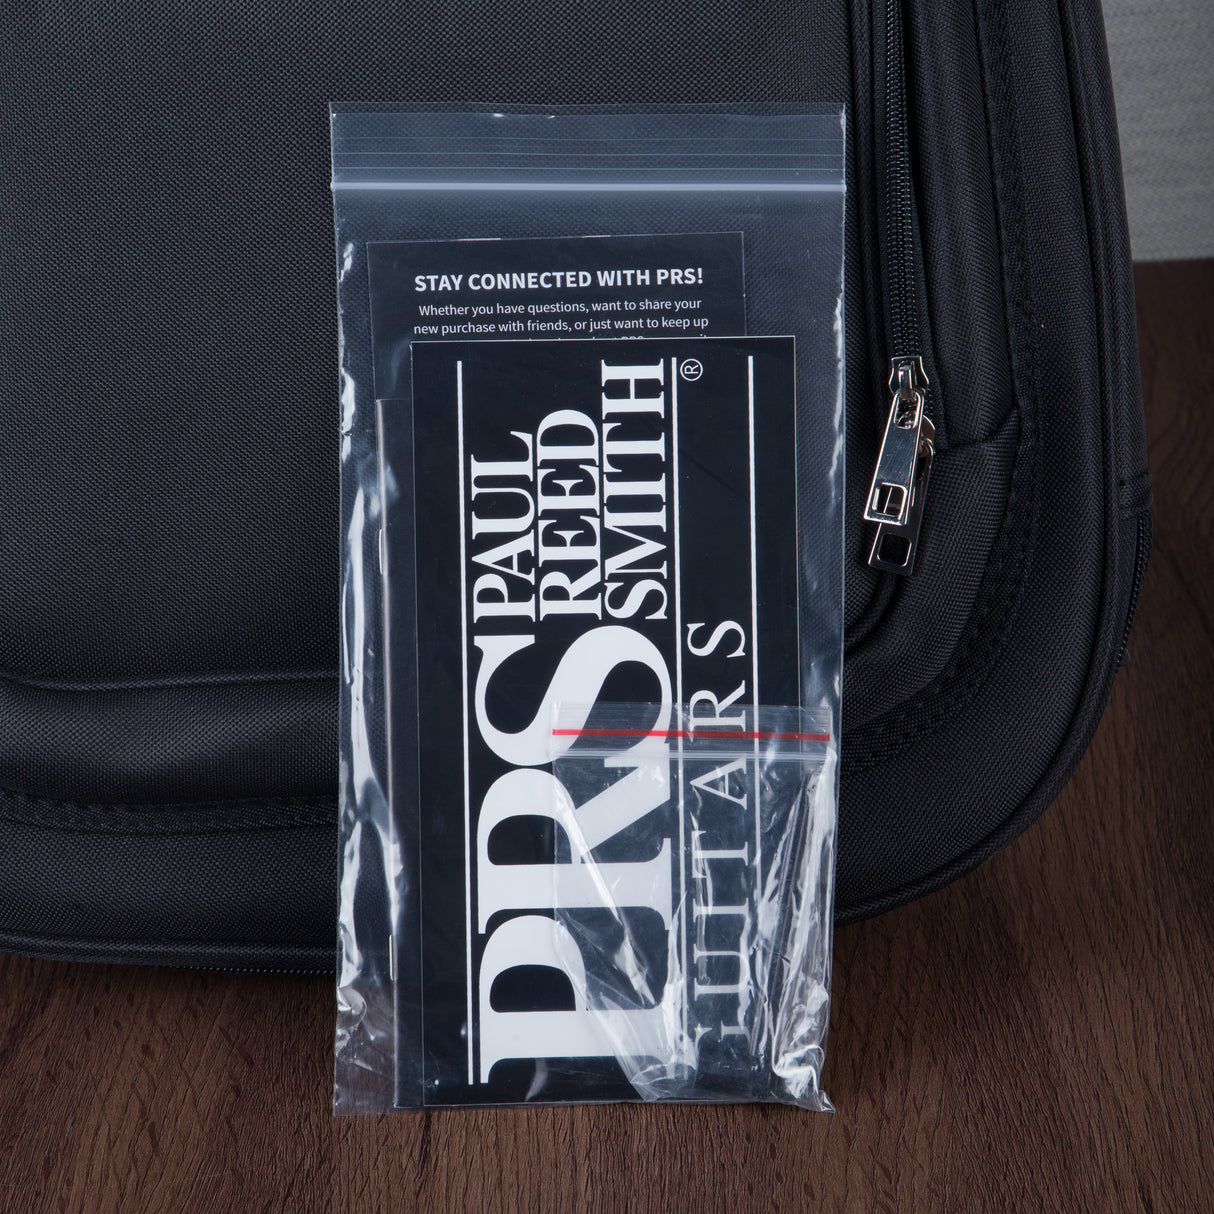 STAY CONNECTED WITH PRS!
Whether you have questions, want to share your
new purchase with friends, or just want to keep up
PRS PAUL
REED
SMITH ®
GUITARS